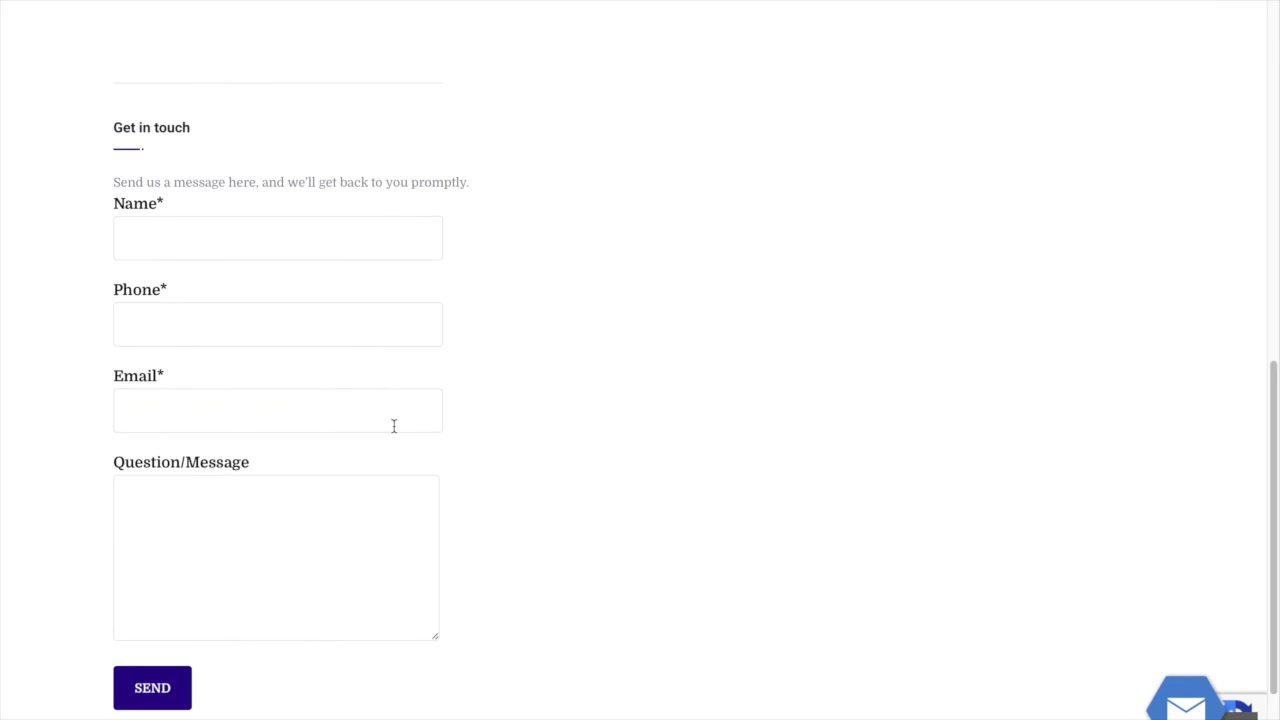 Get in touch
Send us a message here, and we'll get back to you promptly.
Name*
Phone*
Email*
Question/Message
SEND